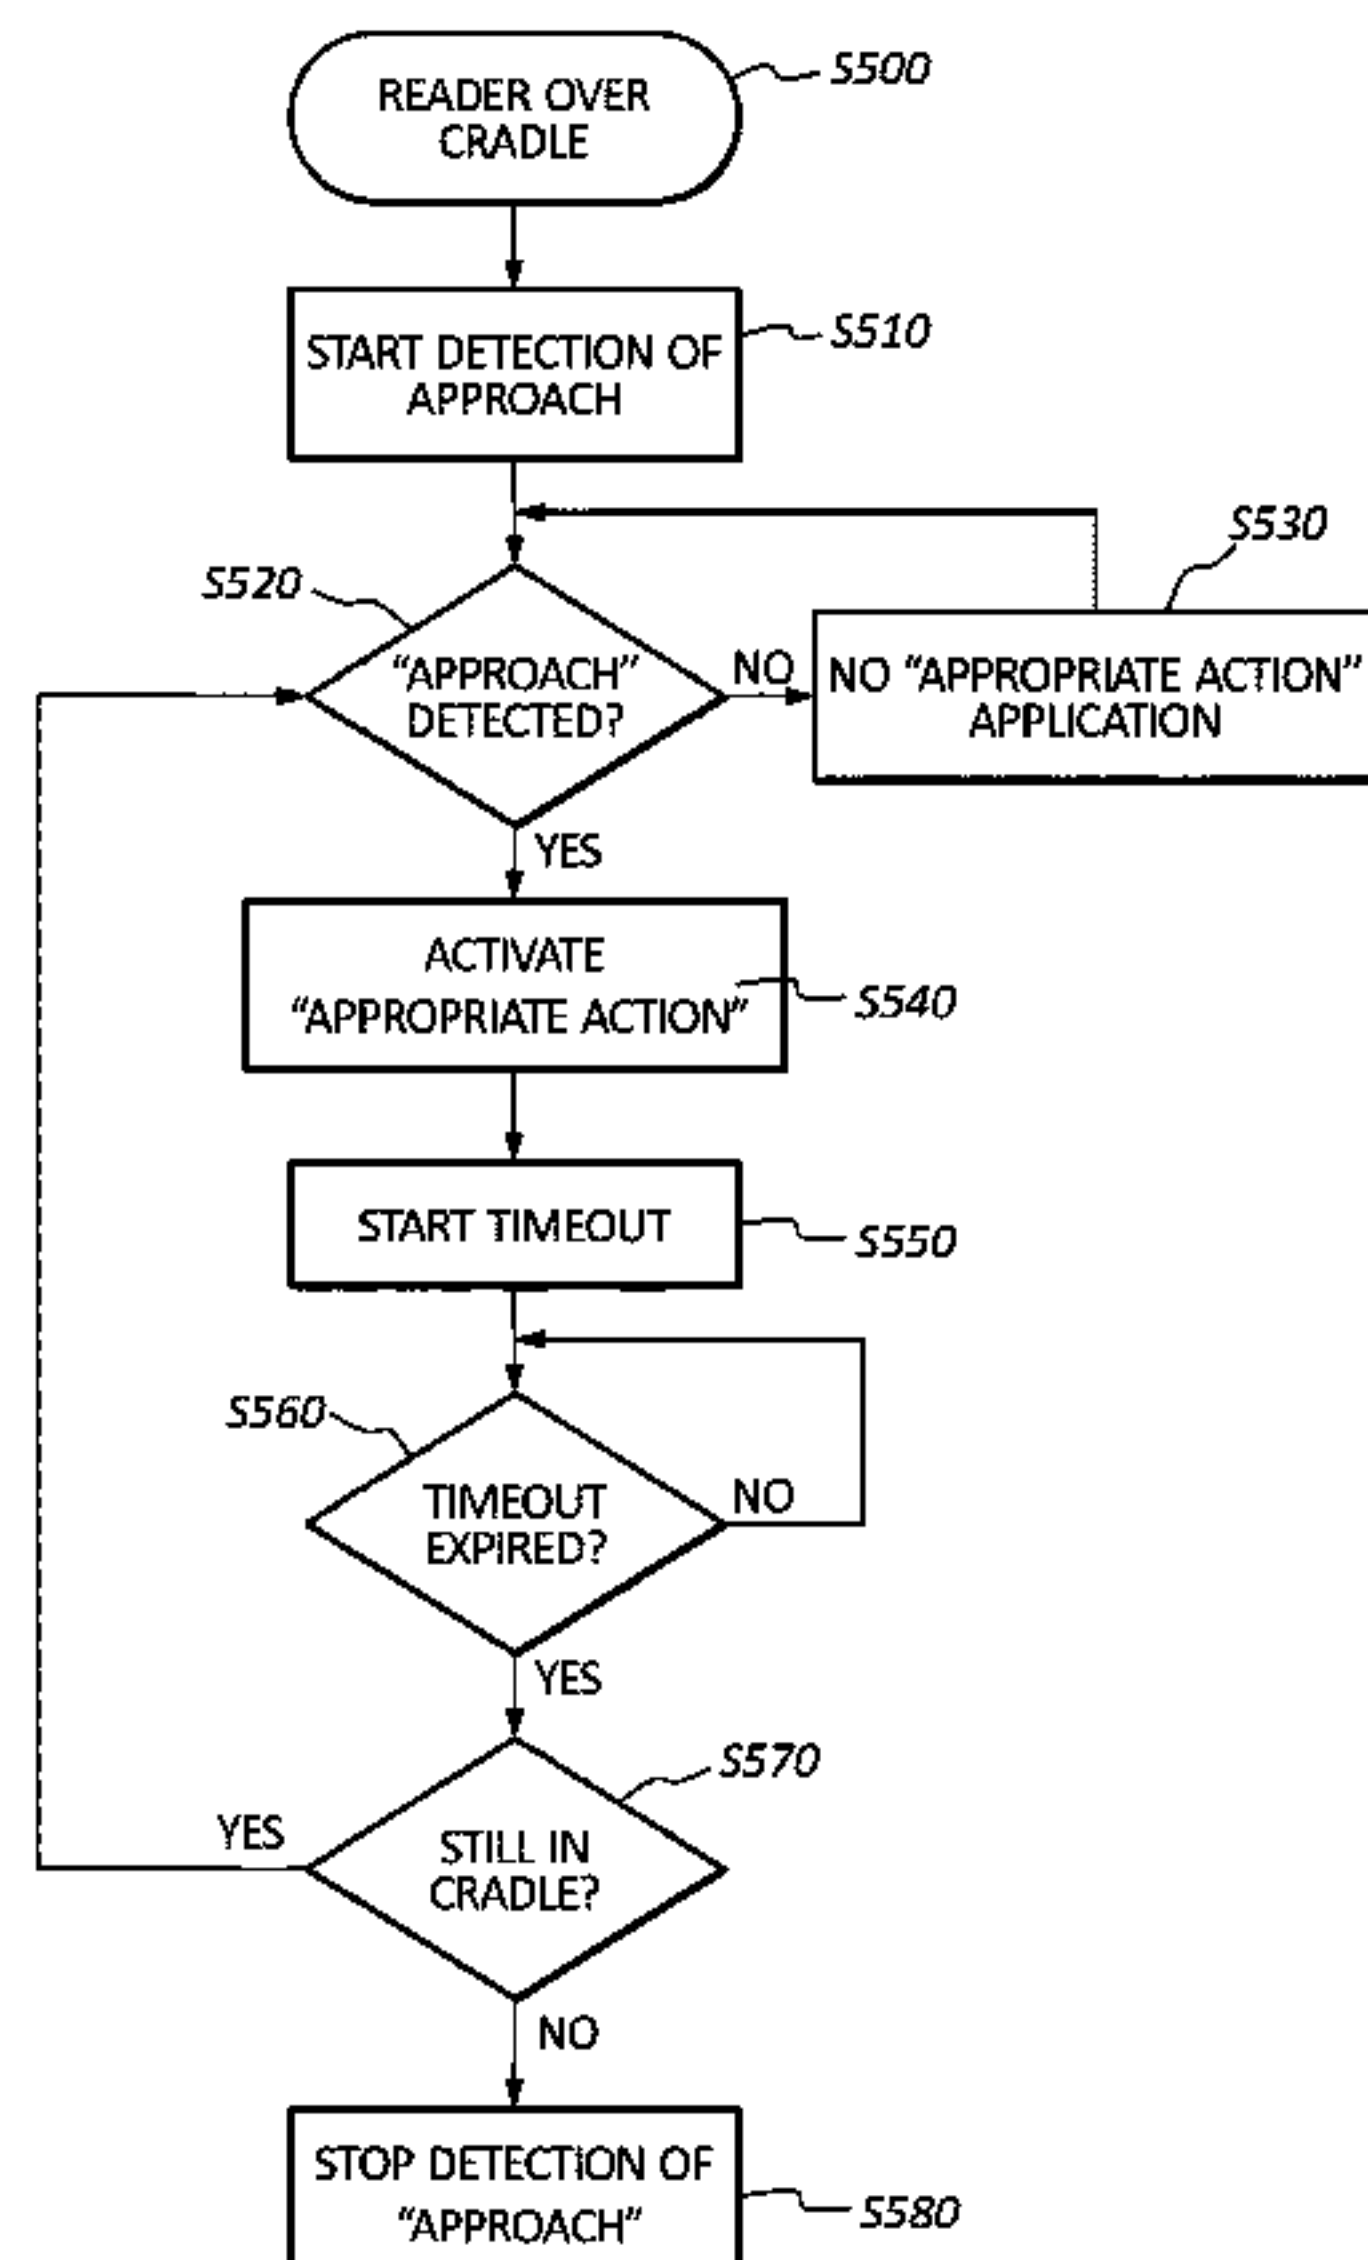 READER OVER
CRADLE
S500
START DETECTION OF
APPROACH
S510
S520
"APPROACH"
DETECTED?
NO
S530
NO "APPROPRIATE ACTION"
APPLICATION
YES
ACTIVATE
"APPROPRIATE ACTION"
S540
START TIMEOUT
S550
S560
TIMEOUT
EXPIRED?
NO
YES
S570
YES
STILL IN
CRADLE?
NO
STOP DETECTION OF
"APPROACH"
S580